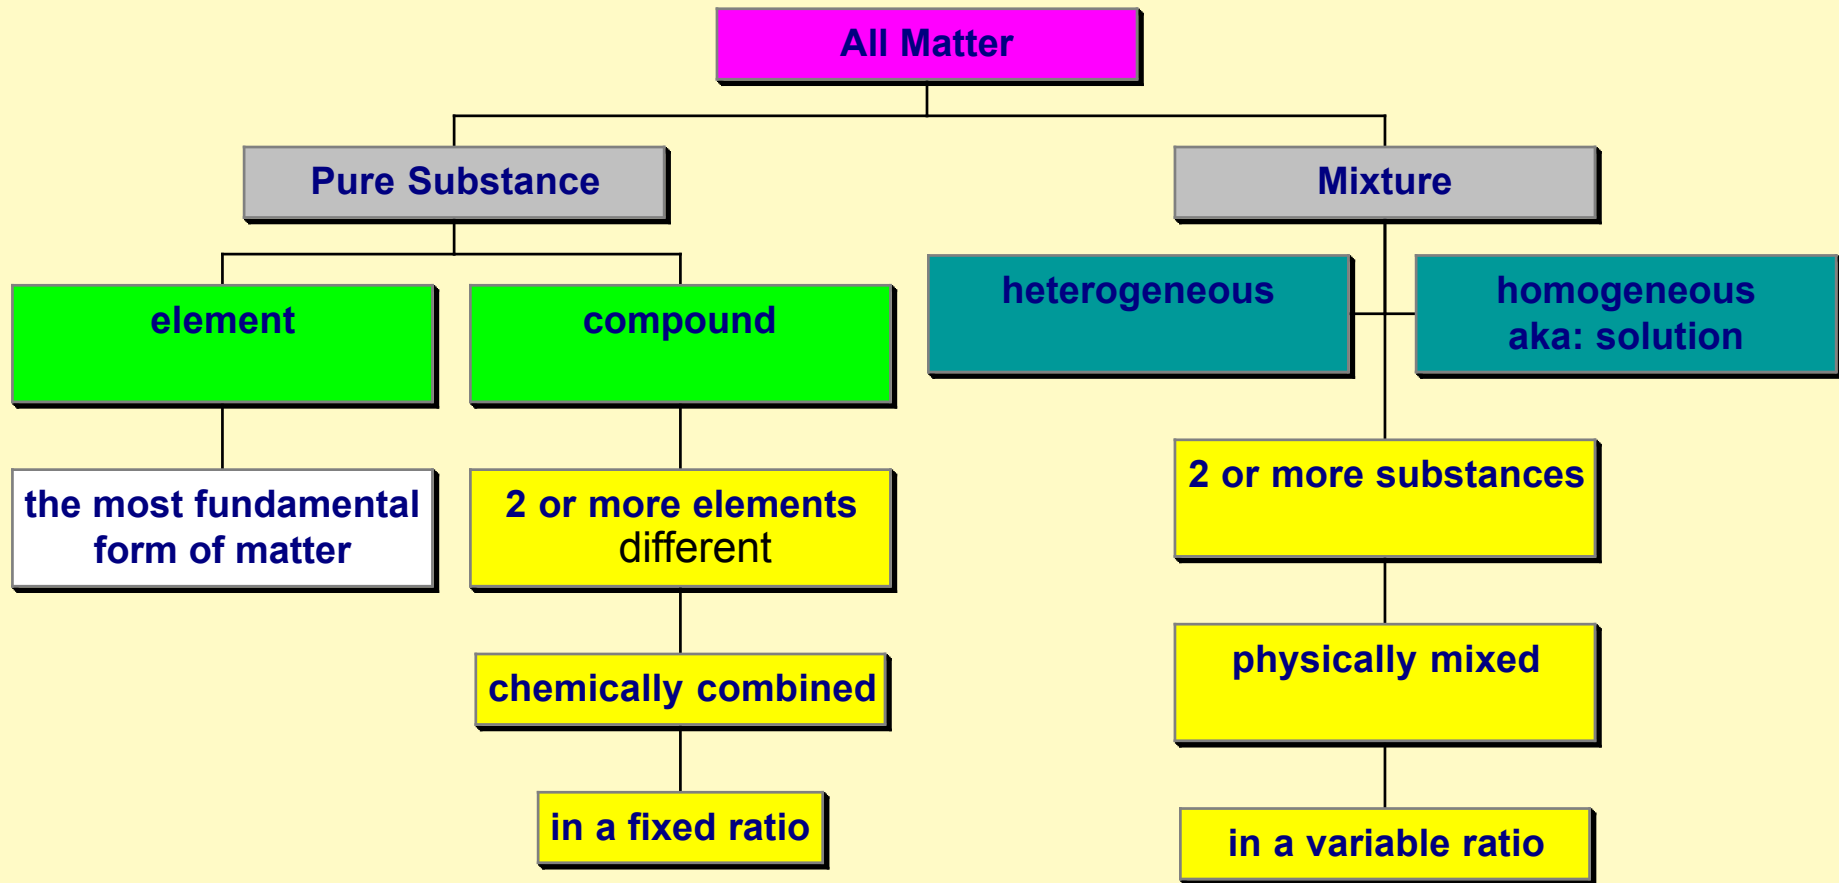 All Matter
Pure Substance
Mixture
element
compound
heterogeneous
homogeneous
aka: solution
the most fundamental
form of matter
2 or more elements
different
2 or more substances
chemically combined
physically mixed
in a fixed ratio
in a variable ratio